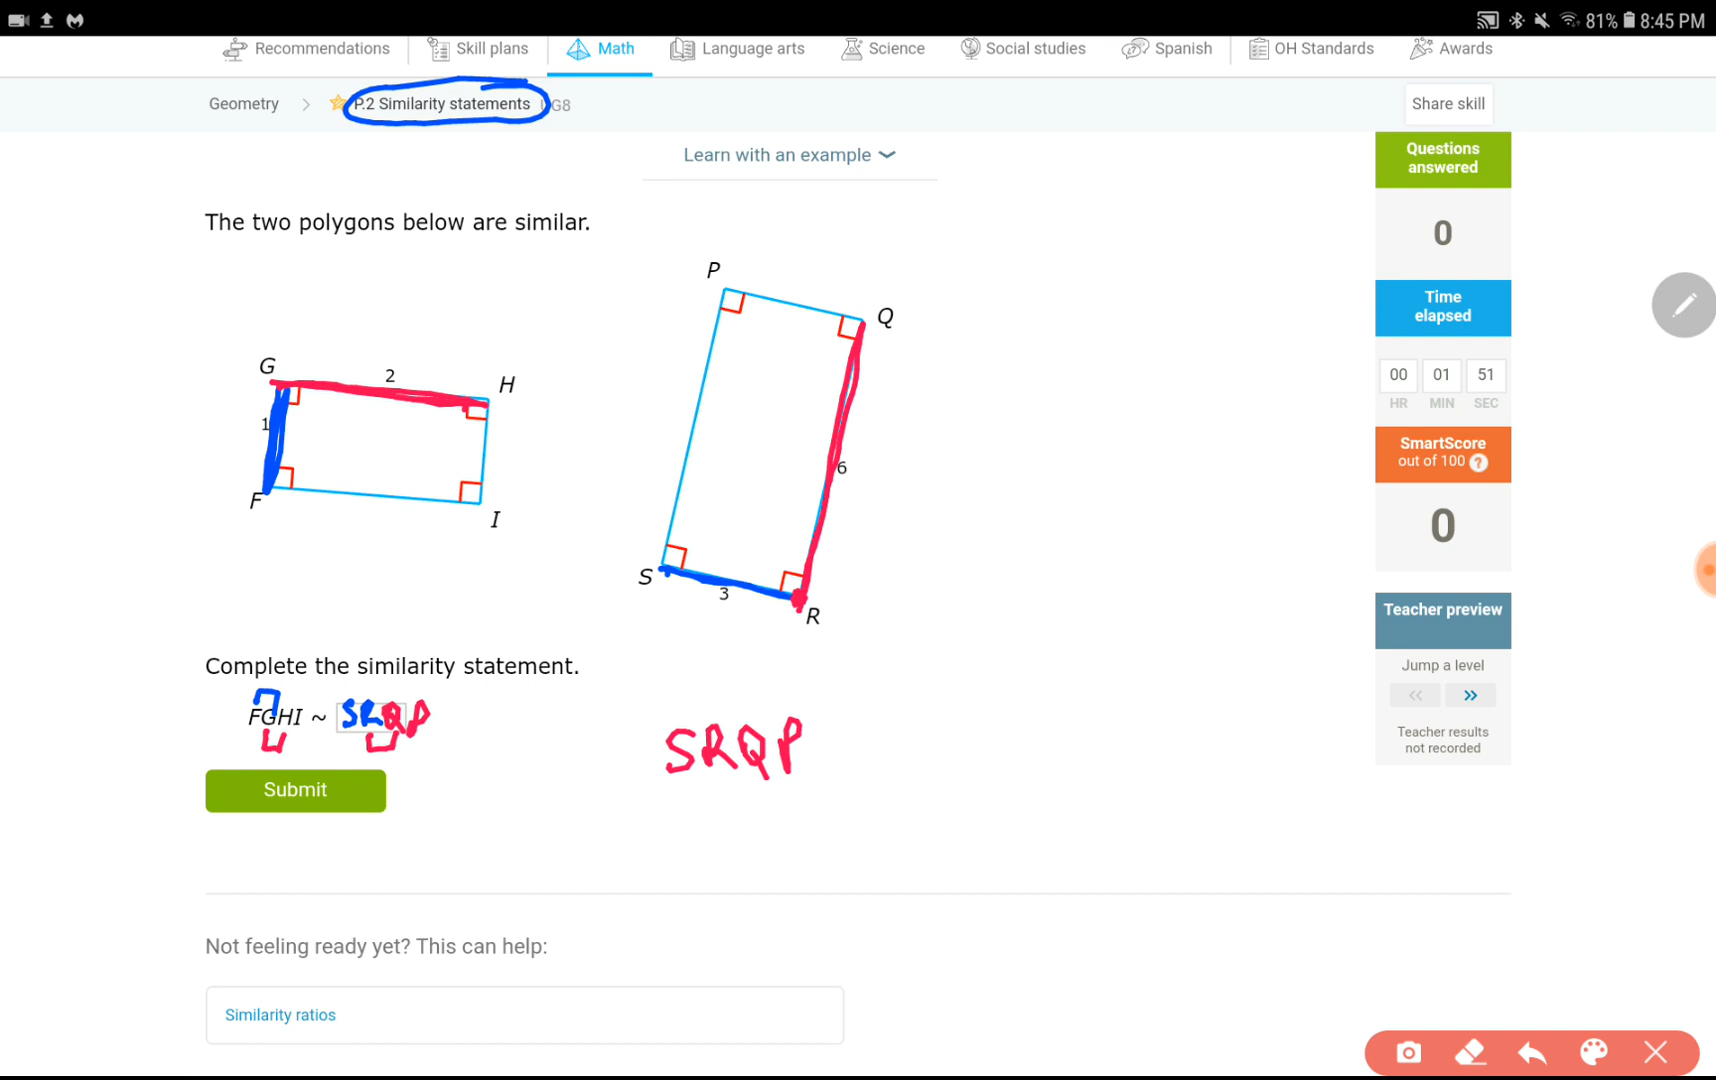 81% 8:45 PM
Recommendations Skill plans Math Language arts Science Social studies Spanish OH Standards Awards
Geometry > P.2 Similarity statements G8
Share skill
Learn with an example
Questions answered
0
Time elapsed
00 01 51
HR MIN SEC
SmartScore
out of 100 ?
0
Teacher preview
Jump a level
<< >>
Teacher results
not recorded
The two polygons below are similar.
P
Q
G 2 H
1
6
F
I
S
3
R
Complete the similarity statement.
FGHI ~ SRQP
SRQP
Submit
Not feeling ready yet? This can help:
Similarity ratios